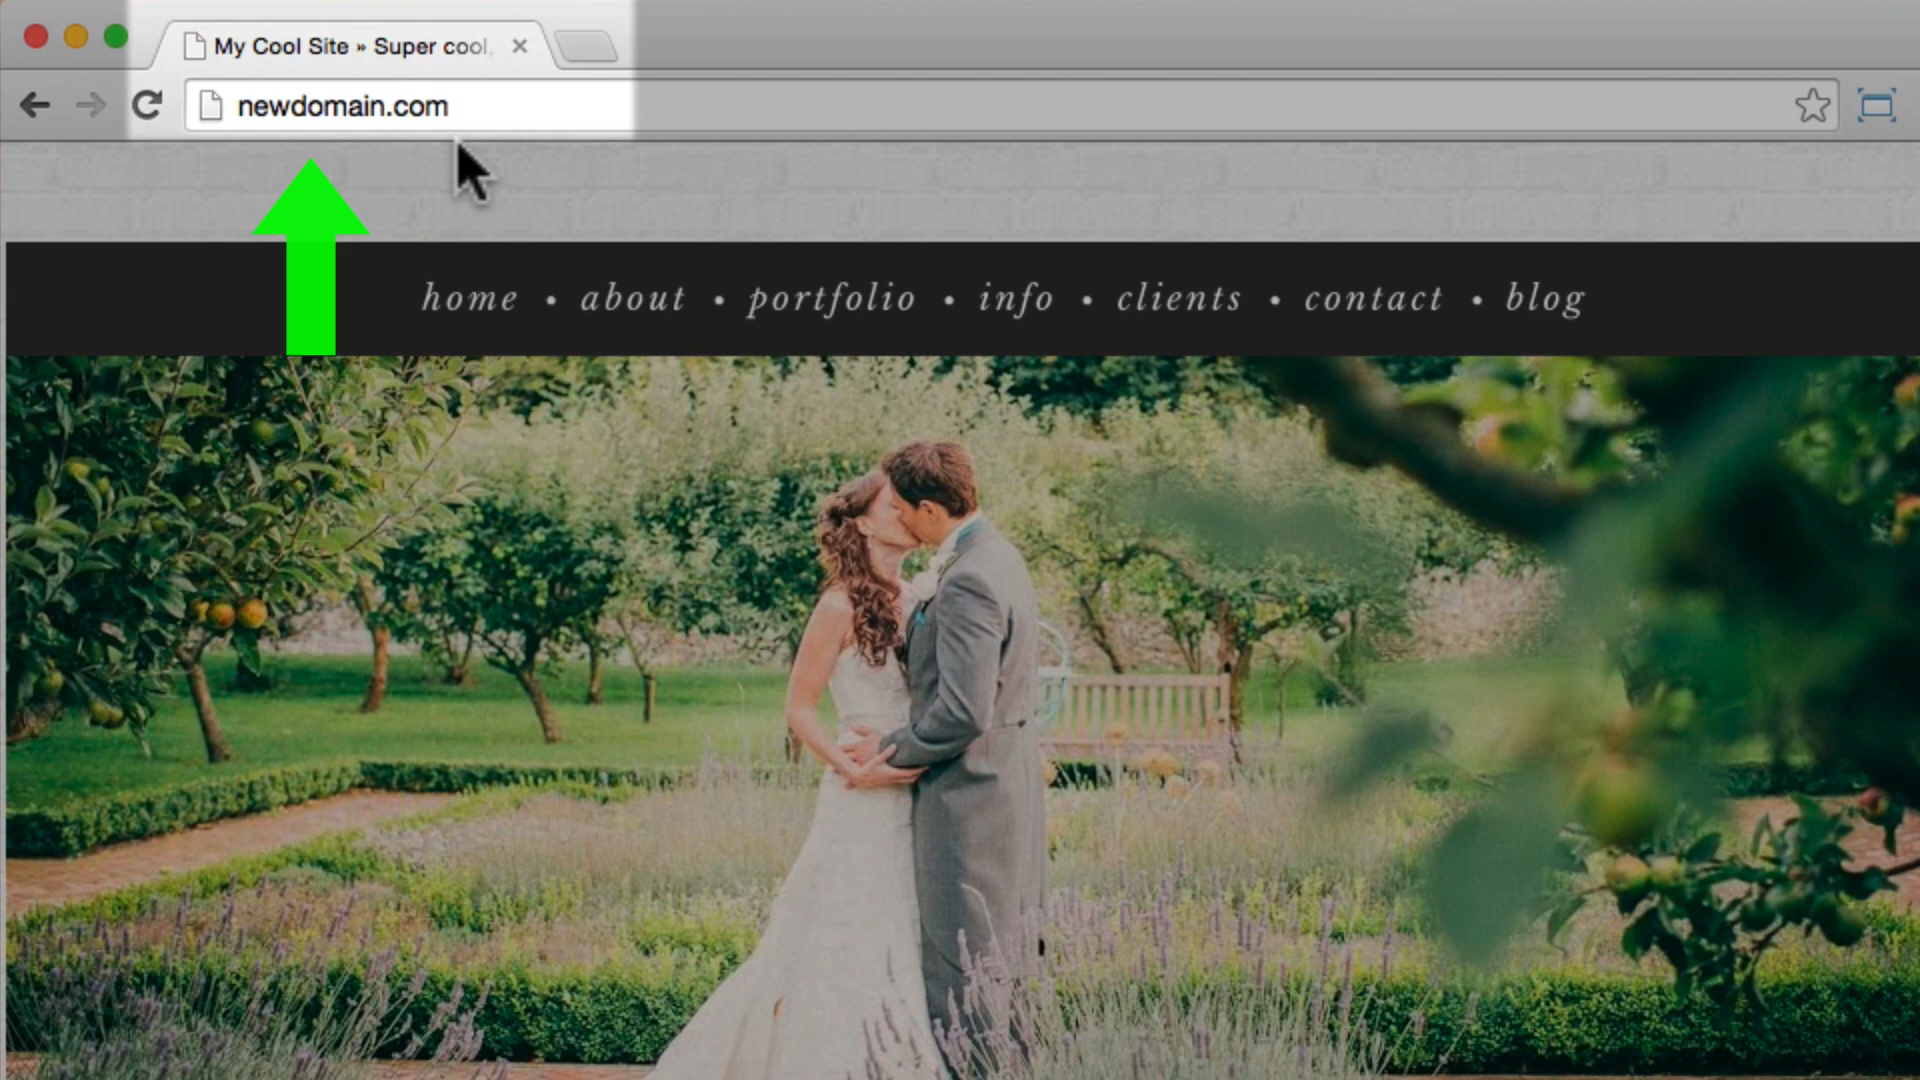 My Cool Site » Super cool,
newdomain.com
home • about • portfolio • info • clients • contact • blog